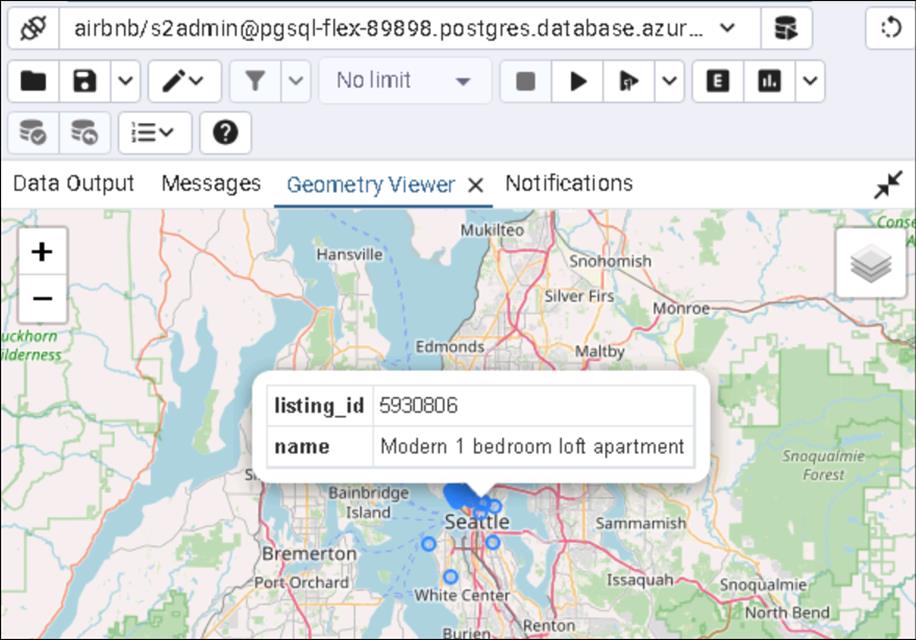 airbnb/s2admin@pgsql-flex-89898.postgres.database.azur...
No limit
E
?
Data Output Messages Geometry Viewer × Notifications
+
−
Mukilteo
Hansville
Snohomish
Silver Firs
Monroe
uckhorn
ilderness
Edmonds
Maltby
listing_id 5930806
name Modern 1 bedroom loft apartment
Snoqualmie
Forest
Bainbridge
Island
Seattle
Sammamish
Bremerton
Port Orchard
Issaquah
Snoqualmie
White Center
North Bend
Renton
Burien